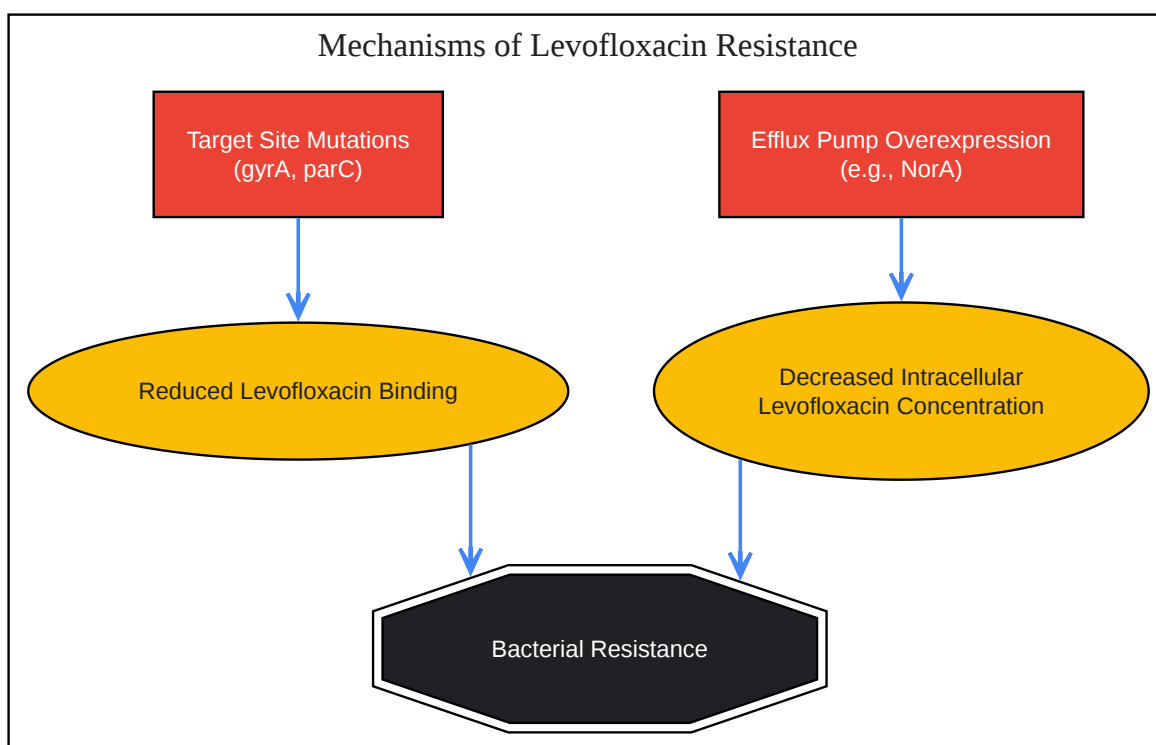 Mechanisms of Levofloxacin Resistance
Target Site Mutations
(gyrA, parC)
Efflux Pump Overexpression
(e.g., NorA)
Reduced Levofloxacin Binding
Decreased Intracellular
Levofloxacin Concentration
Bacterial Resistance